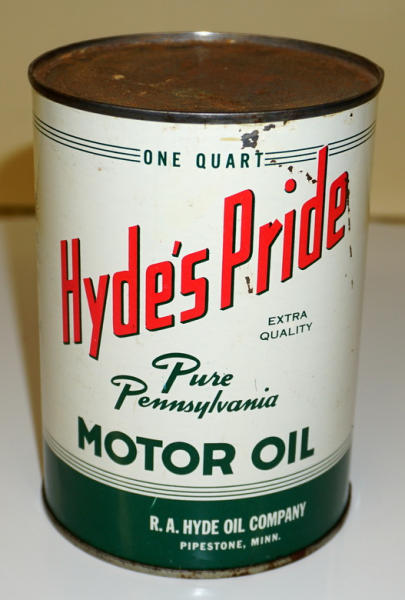 ONE QUART
Hyde's Pride
EXTRA
QUALITY
Pure
Pennsylvania
MOTOR OIL
R. A. HYDE OIL COMPANY
PIPESTONE, MINN.